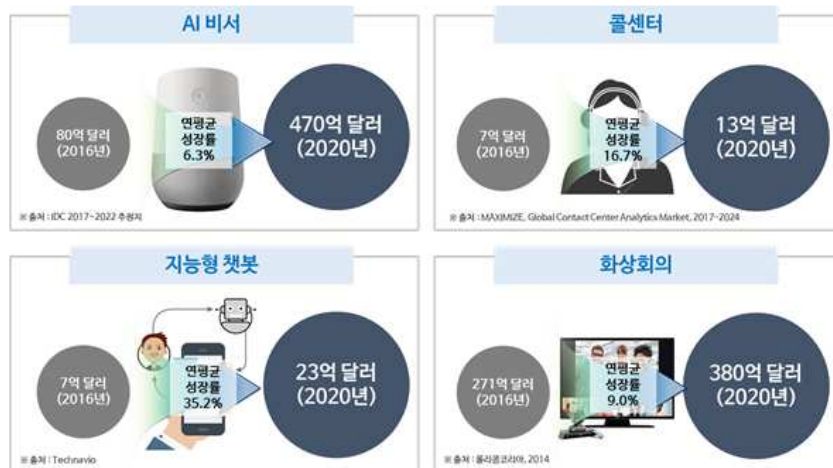 AI 비서
80억 달러
(2016년)
연평균
성장률
6.3%
470억 달러
(2020년)
※ 출처 : IDC 2017~2022 추정치
콜센터
7억 달러
(2016년)
연평균
성장률
16.7%
13억 달러
(2020년)
※ 출처 : MAXIMIZE, Global Contact Center Analytics Market, 2017-2024
지능형 챗봇
7억 달러
(2016년)
연평균
성장률
35.2%
23억 달러
(2020년)
※ 출처 : Technavio
화상회의
271억 달러
(2016년)
연평균
성장률
9.0%
380억 달러
(2020년)
※ 출처 : 폴리콤코리아, 2014